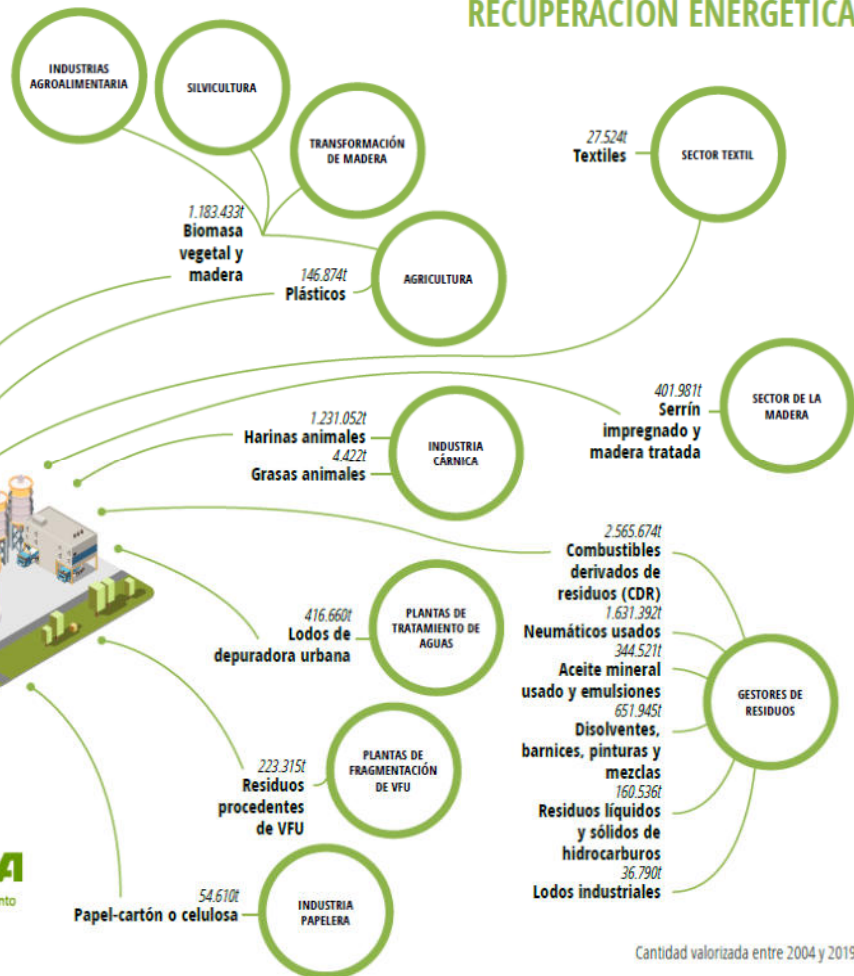 RECUPERACIÓN ENERGÉTICA
INDUSTRIAS
AGROALIMENTARIA
SILVICULTURA
TRANSFORMACIÓN
DE MADERA
27.524t
Textiles
SECTOR TEXTIL
1.183.433t
Biomasa
vegetal y
madera
146.874t
Plásticos
AGRICULTURA
401.981t
Serrín
impregnado y
madera tratada
SECTOR DE LA
MADERA
1.231.052t
Harinas animales
4.422t
Grasas animales
INDUSTRIA
CÁRNICA
2.565.674t
Combustibles
derivados de
residuos (CDR)
1.631.392t
Neumáticos usados
344.521t
Aceite mineral
usado y emulsiones
651.945t
Disolventes,
barnices, pinturas y
mezclas
160.536t
Residuos líquidos
y sólidos de
hidrocarburos
36.790t
Lodos industriales
GESTORES DE
RESIDUOS
416.660t
Lodos de
depuradora urbana
PLANTAS DE
TRATAMIENTO DE
AGUAS
223.315t
Residuos
procedentes
de VFU
PLANTAS DE
FRAGMENTACIÓN
DE VFU
A
nto
54.610t
Papel-cartón o celulosa
INDUSTRIA
PAPELERA
Cantidad valorizada entre 2004 y 2019